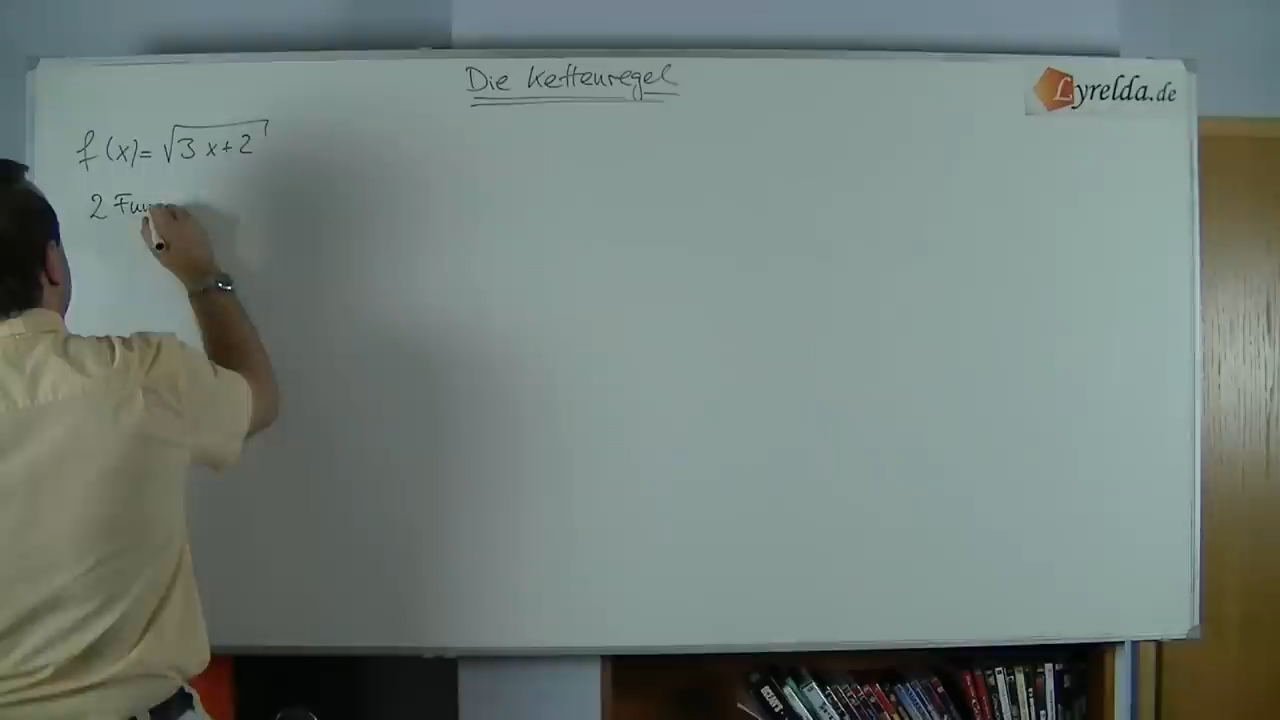 Die Kettenregel
Lyrelda.de
f(x)=√3x+2
2 Fun